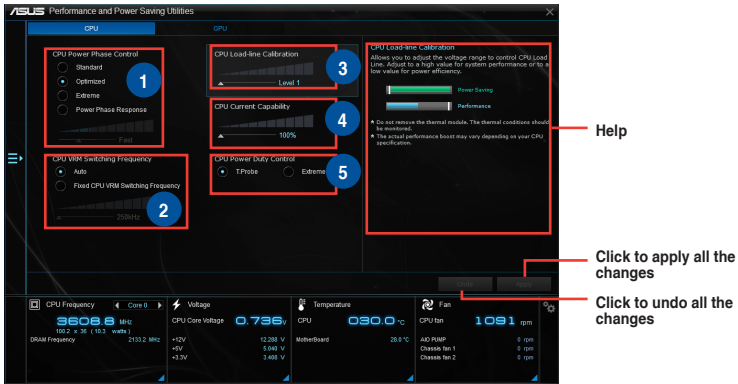 ASUS Performance and Power Saving Utilities
CPU
GPU
CPU Power Phase Control
Standard
Optimized
Extreme
Power Phase Response
Fast
1
CPU VRM Switching Frequency
Auto
Fixed CPU VRM Switching Frequency
250kHz
2
CPU Load-line Calibration
Level 1
3
CPU Current Capability
100%
4
CPU Power Duty Control
T.Probe
Extreme
5
CPU Load-line Calibration
Allows you to adjust the voltage range to control CPU Load
Line. Adjust to a high value for system performance or to a
low value for power efficiency.
Power Saving
Performance
* Do not remove the thermal module. The thermal conditions should
be monitored.
* The actual performance boost may vary depending on your CPU
specification.
Undo
Apply
Help
Click to apply all the
changes
Click to undo all the
changes
CPU Frequency
Core 0
3608.8 MHz
100.2 x 36 (10.3 watts)
DRAM Frequency 2133.2 MHz
Voltage
CPU Core Voltage 0.736v
+12V 12.288 V
+5V 5.040 V
+3.3V 3.408 V
Temperature
CPU 030.0 °C
MotherBoard 28.0 °C
Fan
CPU fan 1091 rpm
AIO PUMP 0 rpm
Chassis fan 1 0 rpm
Chassis fan 2 0 rpm